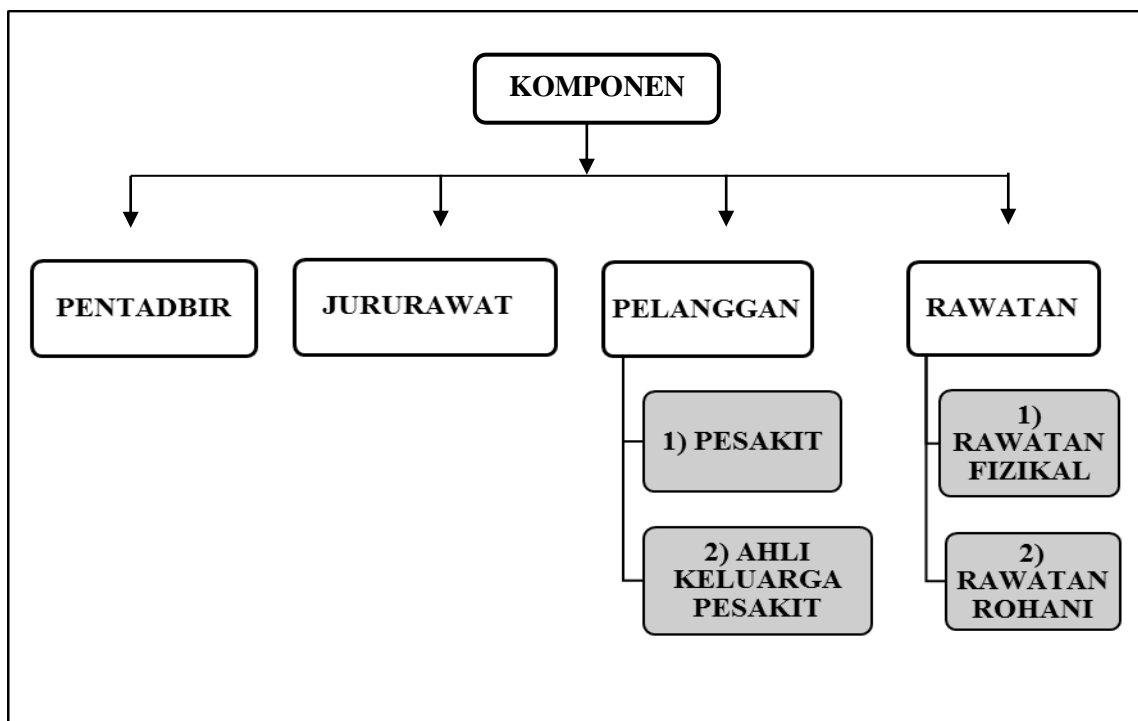 KOMPONEN
PENTADBIR
JURURAWAT
PELANGGAN
RAWATAN
1) PESAKIT
2) AHLI
KELUARGA
PESAKIT
1)
RAWATAN
FIZIKAL
2)
RAWATAN
ROHANI